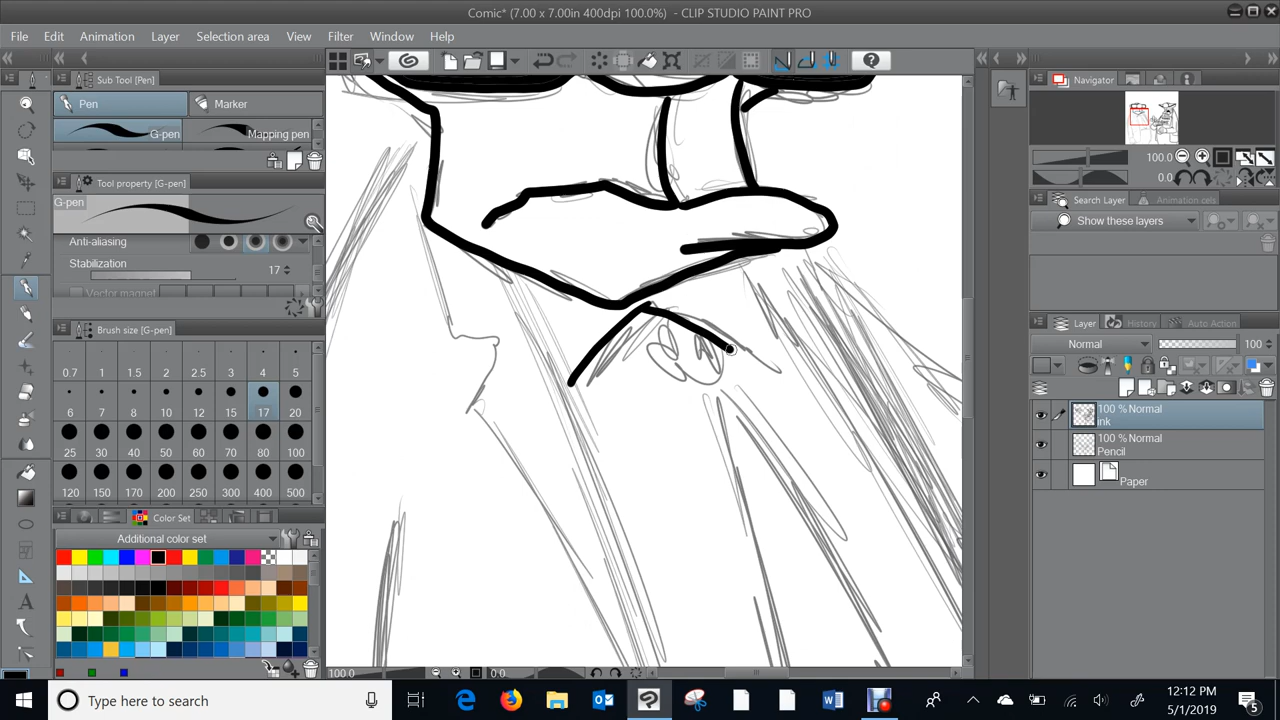 Comic* (7.00 x 7.00in 400dpi 100.0%) - CLIP STUDIO PAINT PRO
File Edit Animation Layer Selection area View Filter Window Help
Sub Tool [Pen]
Pen
Marker
G-pen
Mapping pen
Tool property [G-pen]
G-pen
Anti-aliasing
Stabilization
17
Vector magnet
Brush size [G-pen]
0.7 1 1.5 2 2.5 3 4 5
6 7 8 10 12 15 17 20
25 30 40 50 60 70 80 100
120 150 170 200 250 300 400 500
Color Set
Additional color set
100.0
0.0
Navigator
100.0
0.0
Search Layer
Animation cels
Show these layers
Layer
History
Auto Action
Normal
100
100 % Normal
ink
100 % Normal
Pencil
Paper
Type here to search
12:12 PM
5/1/2019
5